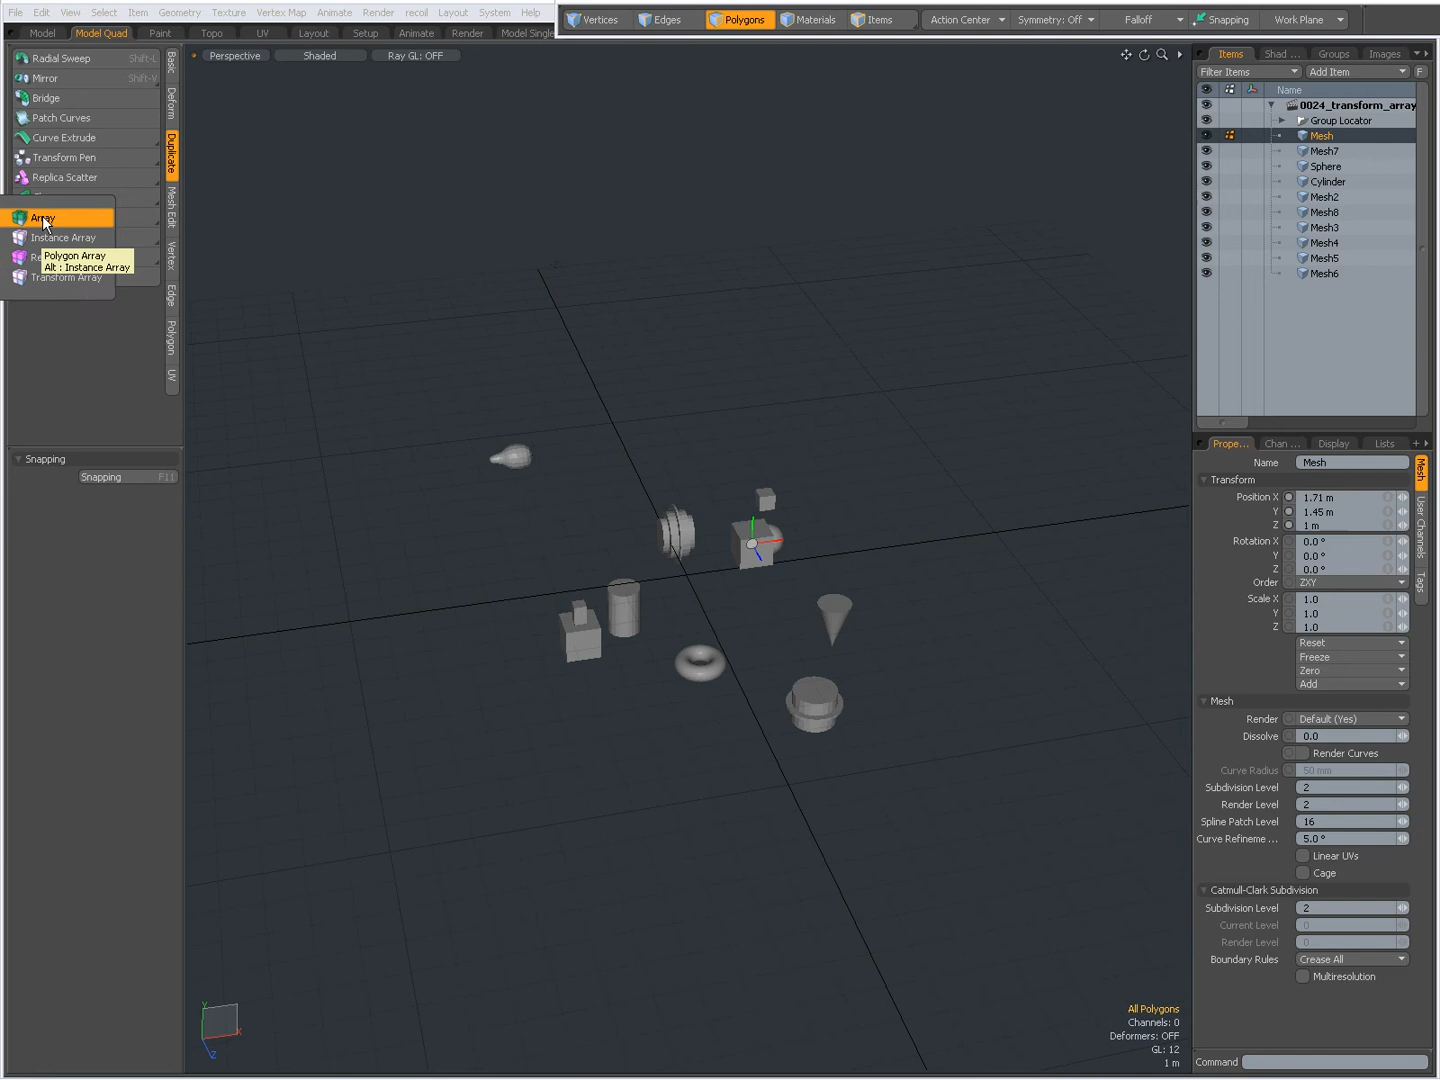 File Edit View Select Item Geometry Texture Vertex Map Animate Render recoil Layout System Help
Vertices Edges Polygons Materials Items Action Center Symmetry: Off Falloff Snapping Work Plane
Model Model Quad Paint Topo UV Layout Setup Animate Render Model Single
Radial Sweep Shift-L
Mirror Shift-V
Bridge
Patch Curves
Curve Extrude
Transform Pen
Replica Scatter
Array
Instance Array
Polygon Array
Alt : Instance Array
Transform Array
Basic
Deform
Duplicate
Mesh Edit
Vertex
Edge
Polygon
UV
Snapping
Snapping F11
Perspective Shaded Ray GL: OFF
All Polygons
Channels: 0
Deformers: OFF
GL: 12
1 m
Y
X
Z
Items Shad ... Groups Images
Filter Items Add Item F
Name
0024_transform_array
Group Locator
Mesh
Mesh7
Sphere
Cylinder
Mesh2
Mesh8
Mesh3
Mesh4
Mesh5
Mesh6
Prope... Chan ... Display Lists +
Name Mesh
Transform
Position X 1.71 m
Y 1.45 m
Z 1 m
Rotation X 0.0 °
Y 0.0 °
Z 0.0 °
Order ZXY
Scale X 1.0
Y 1.0
Z 1.0
Reset
Freeze
Zero
Add
Mesh
Render Default (Yes)
Dissolve 0.0
Render Curves
Curve Radius 50 mm
Subdivision Level 2
Render Level 2
Spline Patch Level 16
Curve Refineme ... 5.0 °
Linear UVs
Cage
Catmull-Clark Subdivision
Subdivision Level 2
Current Level 0
Render Level 0
Boundary Rules Crease All
Multiresolution
Mesh
User Channels
Tags
Command